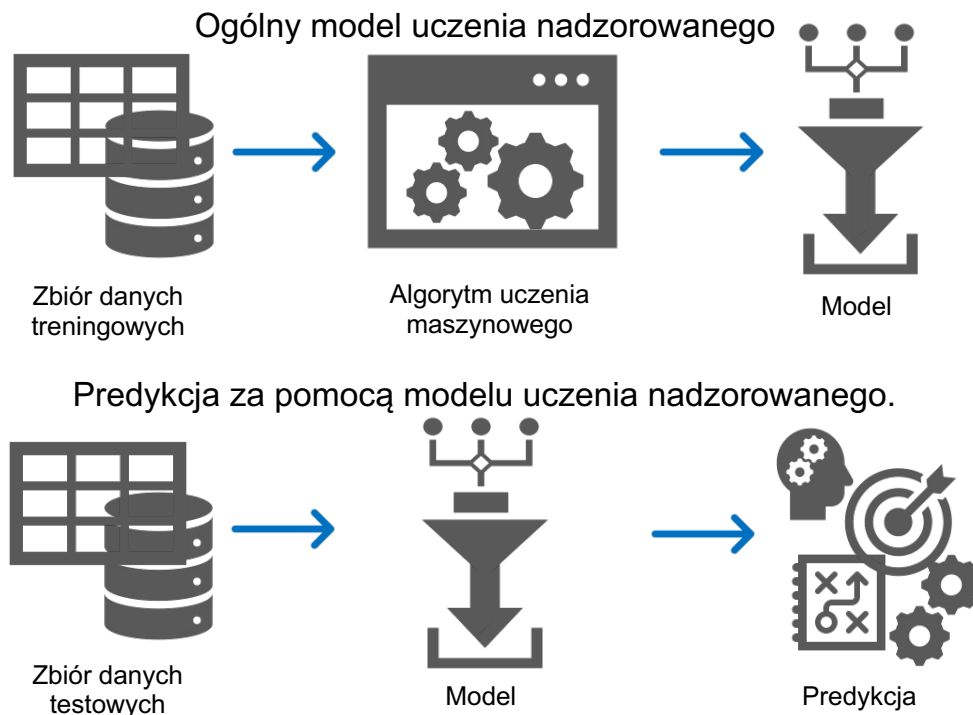 Ogólny model uczenia nadzorowanego
Zbiór danych
treningowych
Algorytm uczenia
maszynowego
Model
Predykcja za pomocą modelu uczenia nadzorowanego.
Zbiór danych
testowych
Model
Predykcja